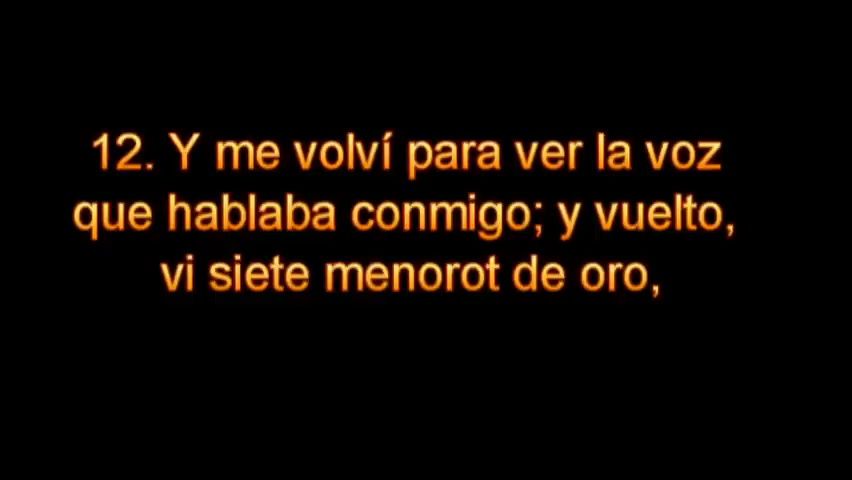 12. Y me volví para ver la voz
que hablaba conmigo; y vuelto,
vi siete menorot de oro,